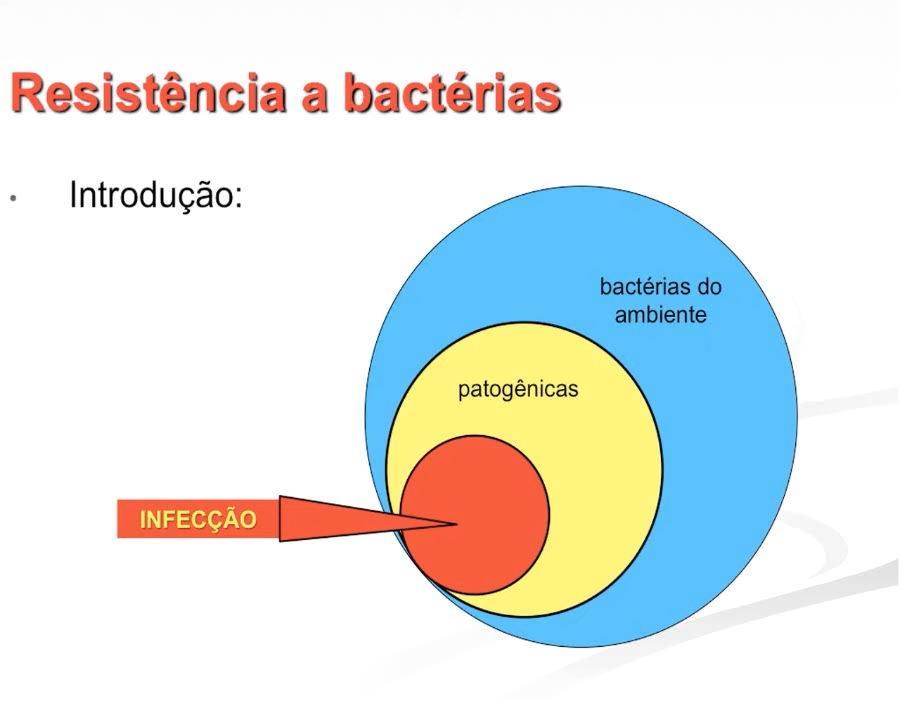 Resistência a bactérias
• Introdução:
bactérias do
ambiente
patogênicas
INFECÇÃO